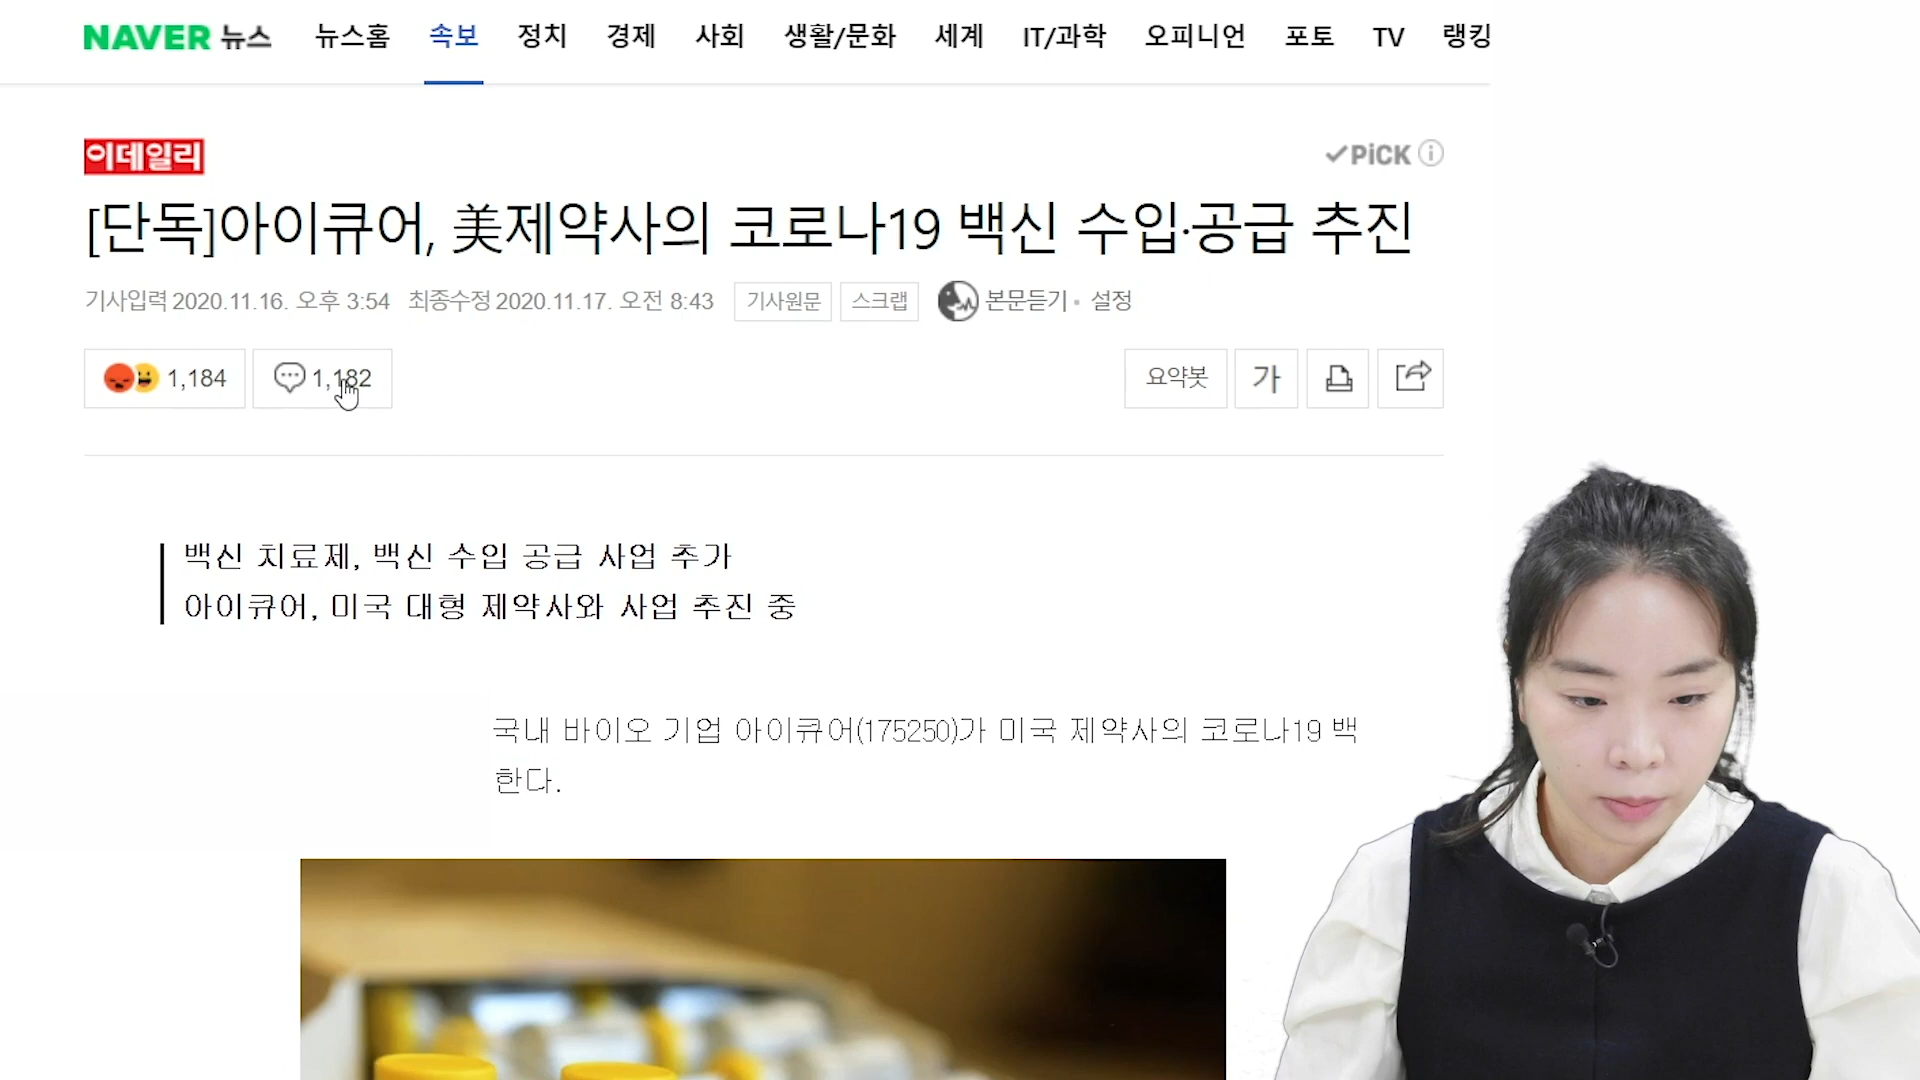 NAVER 뉴스 뉴스홈 속보 정치 경제 사회 생활/문화 세계 IT/과학 오피니언 포토 TV 랭킹
이데일리
✓PiCK ⓘ
[단독]아이큐어, 美제약사의 코로나19 백신 수입·공급 추진
기사입력 2020.11.16. 오후 3:54 최종수정 2020.11.17. 오전 8:43 기사원문 스크랩 본문듣기 · 설정
1,184 1,182 요약봇 가
백신 치료제, 백신 수입 공급 사업 추가
아이큐어, 미국 대형 제약사와 사업 추진 중
국내 바이오 기업 아이큐어(175250)가 미국 제약사의 코로나19 백
한다.